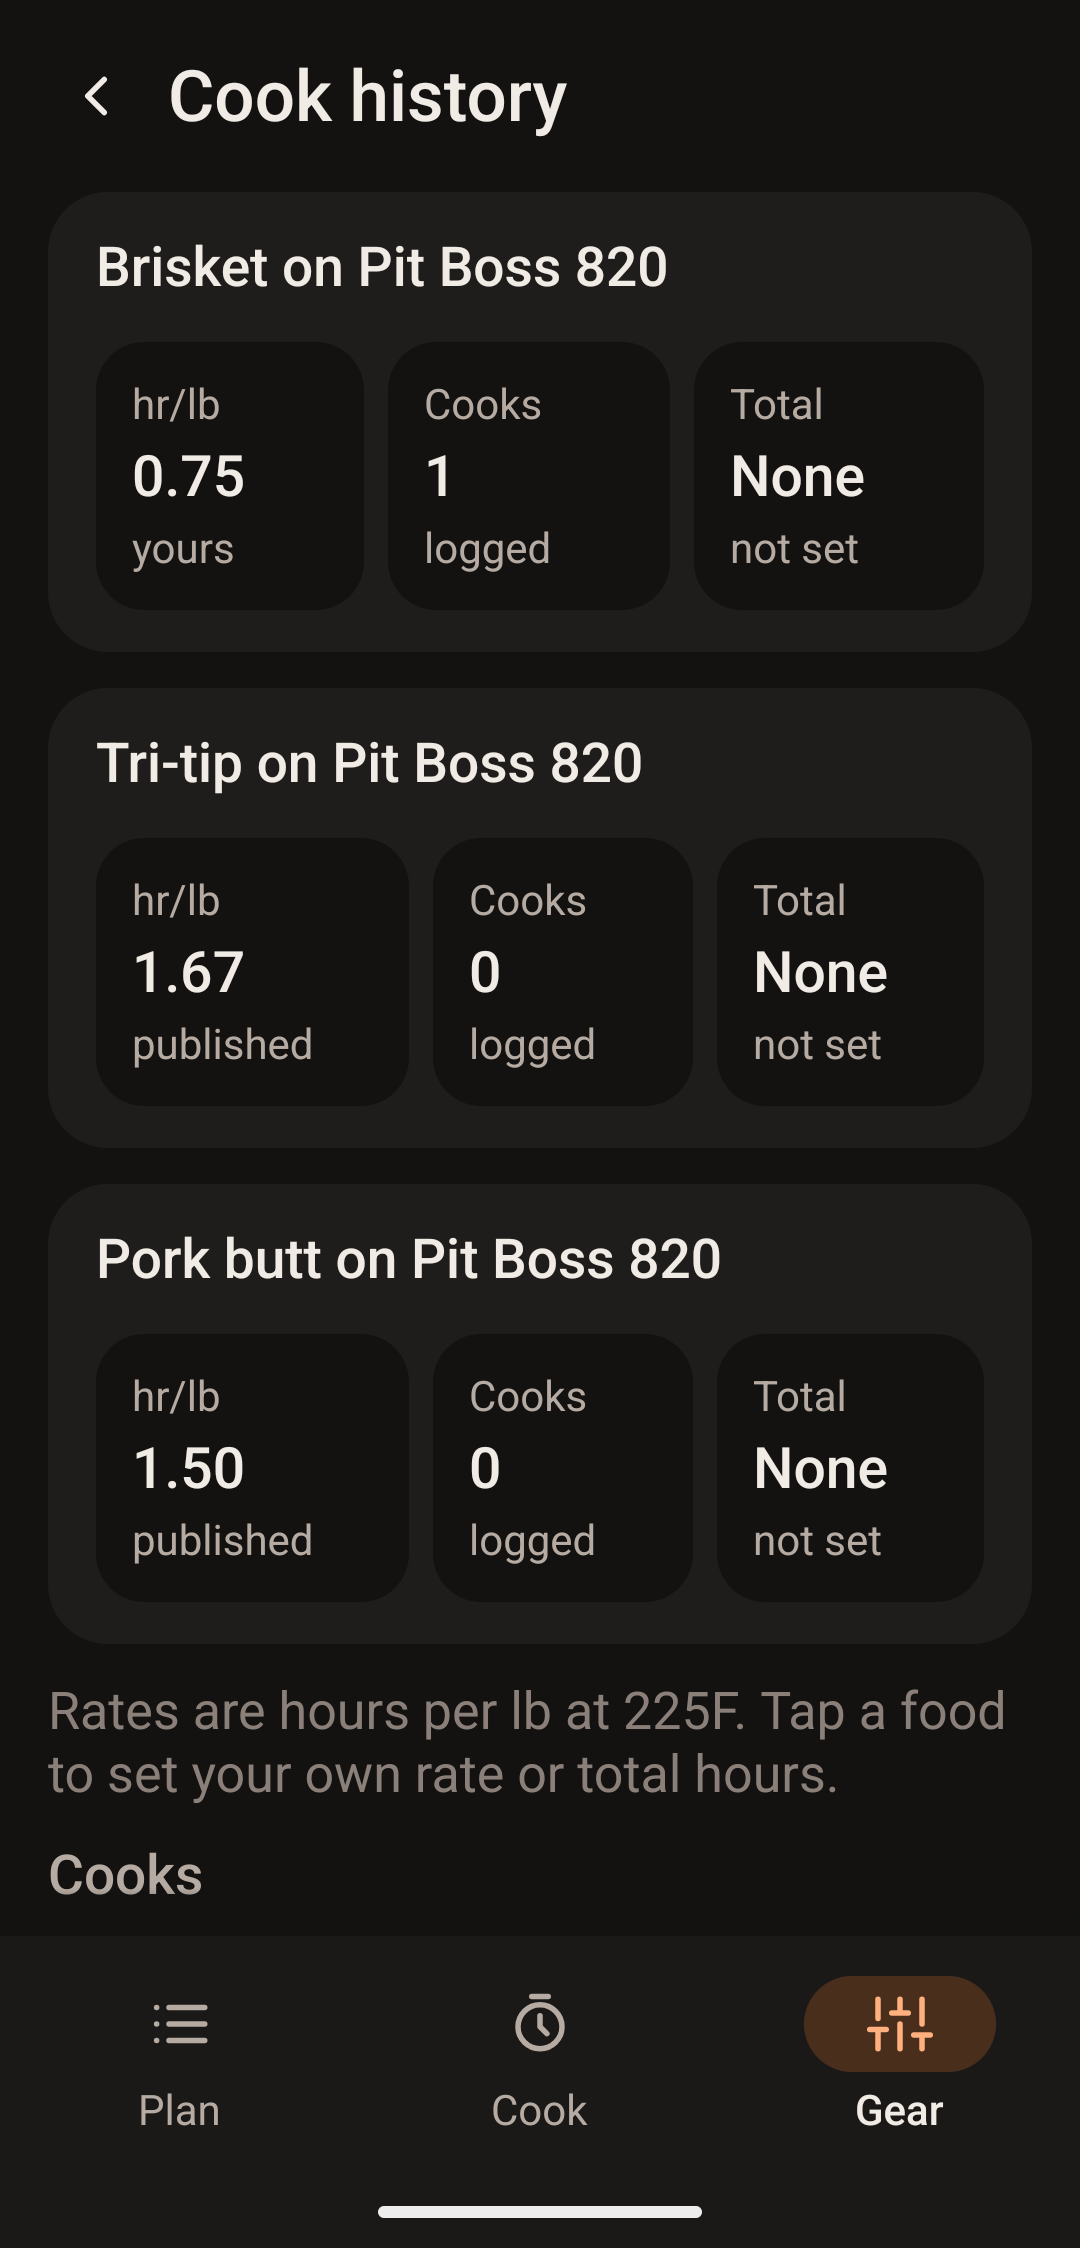 Cook history
Brisket on Pit Boss 820
hr/lb Cooks Total
0.75 1 None
yours logged not set
Tri-tip on Pit Boss 820
hr/lb Cooks Total
1.67 0 None
published logged not set
Pork butt on Pit Boss 820
hr/lb Cooks Total
1.50 0 None
published logged not set
Rates are hours per lb at 225F. Tap a food
to set your own rate or total hours.
Cooks
Plan Cook Gear